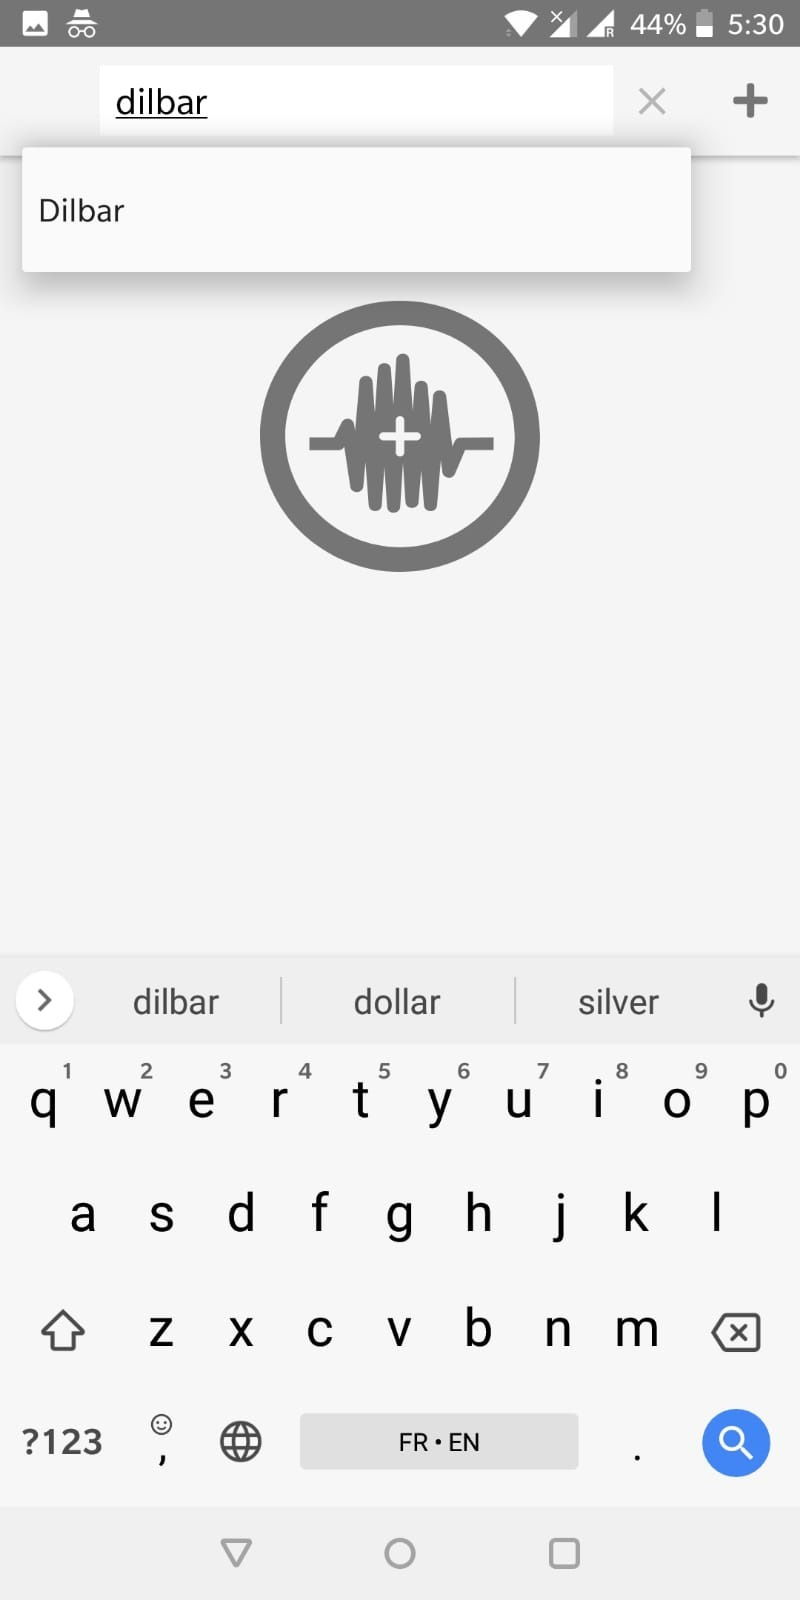 44% 5:30
dilbar
Dilbar
dilbar dollar silver
1 2 3 4 5 6 7 8 9 0
q w e r t y u i o p
a s d f g h j k l
z x c v b n m
?123 , FR • EN .